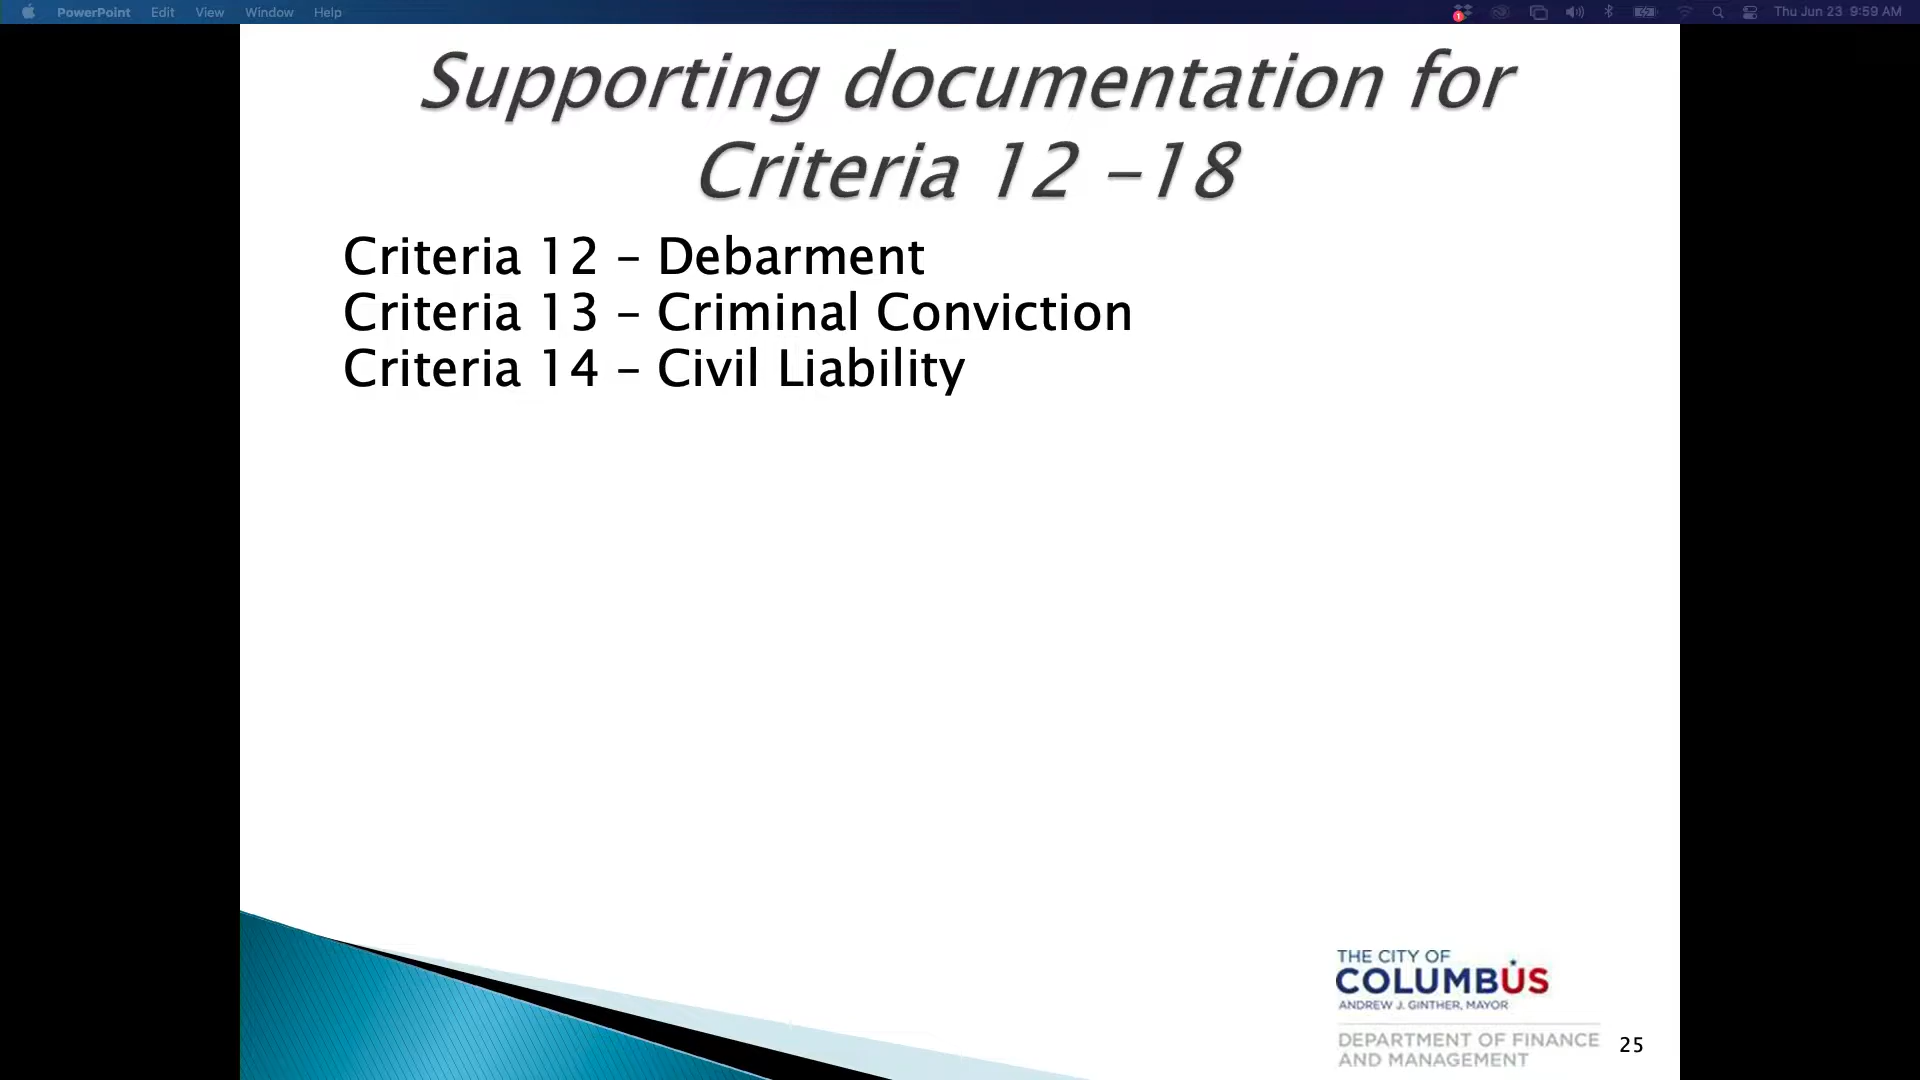 PowerPoint Edit View Window Help
1
Thu Jun 23 9:59 AM
Supporting documentation for
Criteria 12 -18
Criteria 12 – Debarment
Criteria 13 – Criminal Conviction
Criteria 14 – Civil Liability
THE CITY OF
COLUMBUS
ANDREW J. GINTHER, MAYOR
DEPARTMENT OF FINANCE
AND MANAGEMENT
25